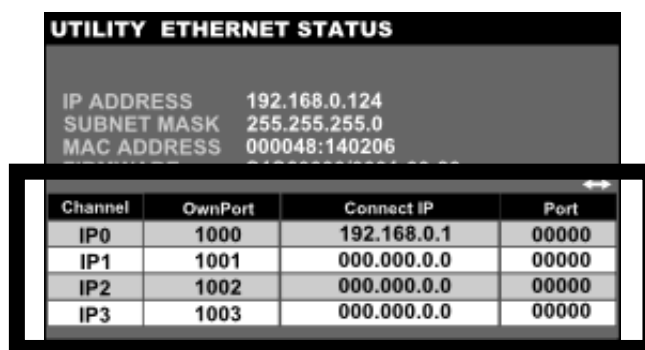 UTILITY ETHERNET STATUS
IP ADDRESS 192.168.0.124
SUBNET MASK 255.255.255.0
MAC ADDRESS 000048:140206
Channel OwnPort Connect IP Port
IP0 1000 192.168.0.1 00000
IP1 1001 000.000.0.0 00000
IP2 1002 000.000.0.0 00000
IP3 1003 000.000.0.0 00000